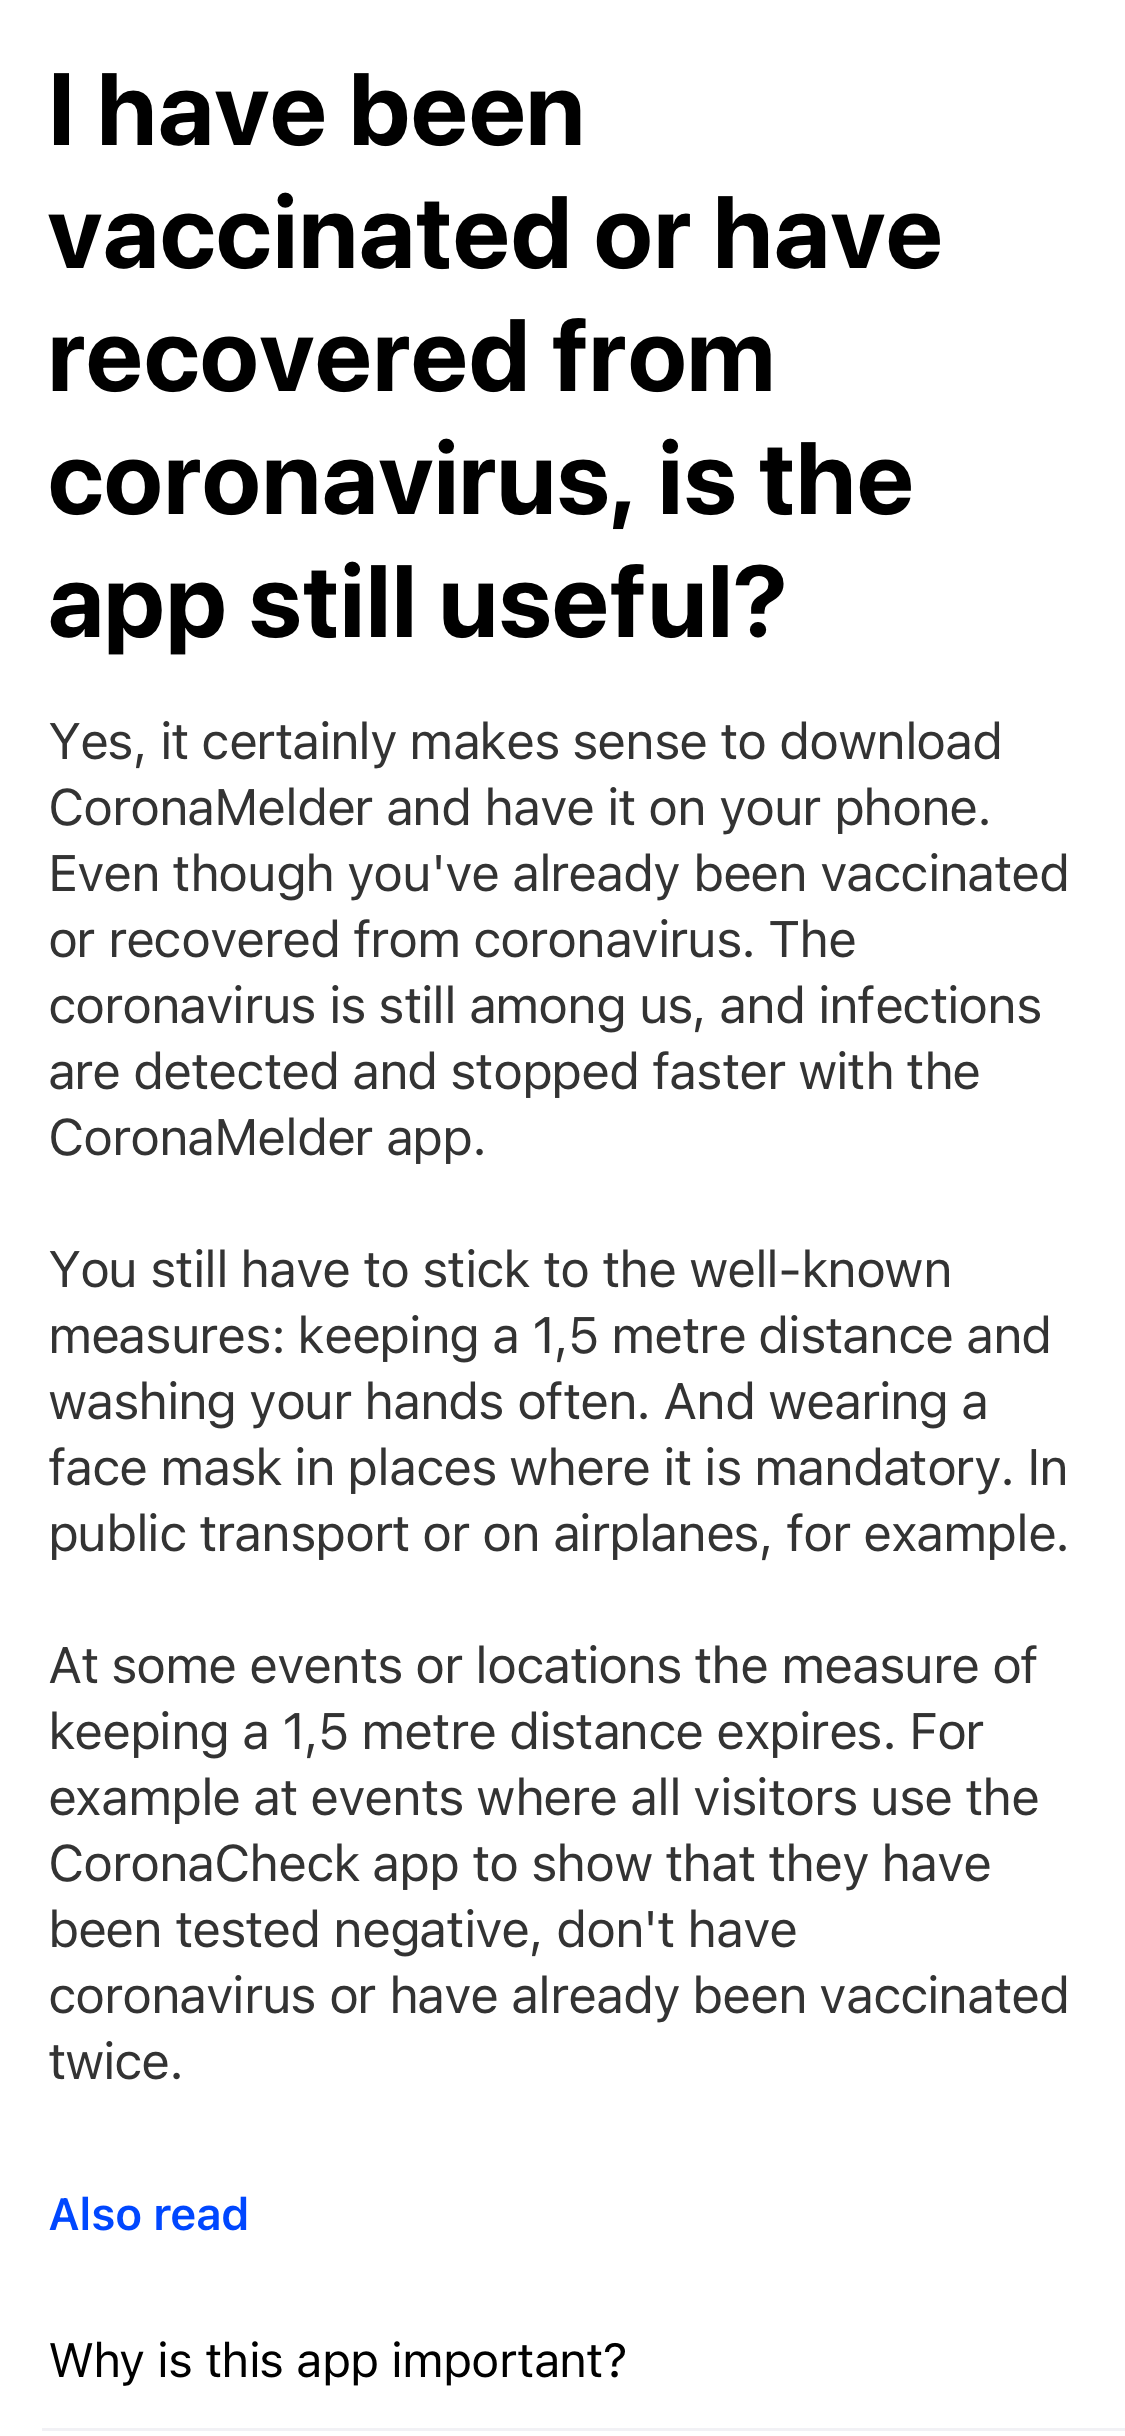 I have been
vaccinated or have
recovered from
coronavirus, is the
app still useful?
Yes, it certainly makes sense to download
CoronaMelder and have it on your phone.
Even though you've already been vaccinated
or recovered from coronavirus. The
coronavirus is still among us, and infections
are detected and stopped faster with the
CoronaMelder app.
You still have to stick to the well-known
measures: keeping a 1,5 metre distance and
washing your hands often. And wearing a
face mask in places where it is mandatory. In
public transport or on airplanes, for example.
At some events or locations the measure of
keeping a 1,5 metre distance expires. For
example at events where all visitors use the
CoronaCheck app to show that they have
been tested negative, don't have
coronavirus or have already been vaccinated
twice.
Also read
Why is this app important?